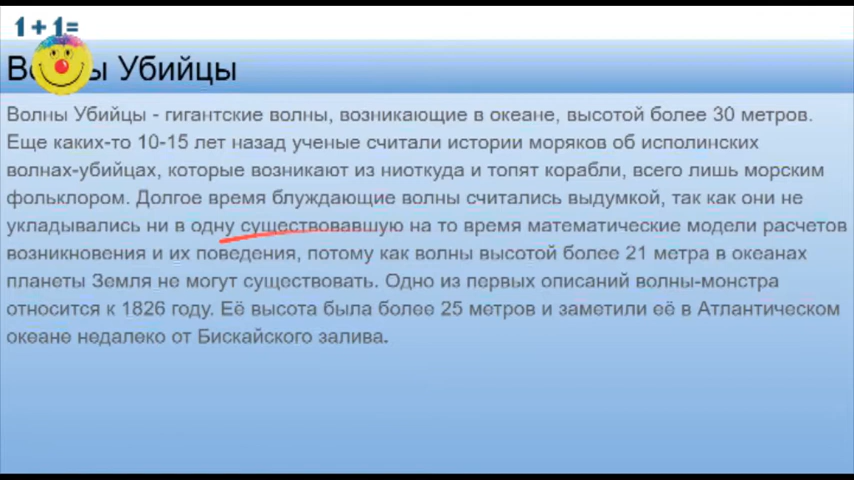 1+1=
Волны Убийцы
Волны Убийцы - гигантские волны, возникающие в океане, высотой более 30 метров.
Еще каких-то 10-15 лет назад ученые считали истории моряков об исполинских
волнах-убийцах, которые возникают из ниоткуда и топят корабли, всего лишь морским
фольклором. Долгое время блуждающие волны считались выдумкой, так как они не
укладывались ни в одну существовавшую на то время математические модели расчетов
возникновения и их поведения, потому как волны высотой более 21 метра в океанах
планеты Земля не могут существовать. Одно из первых описаний волны-монстра
относится к 1826 году. Её высота была более 25 метров и заметили её в Атлантическом
океане недалеко от Бискайского залива.